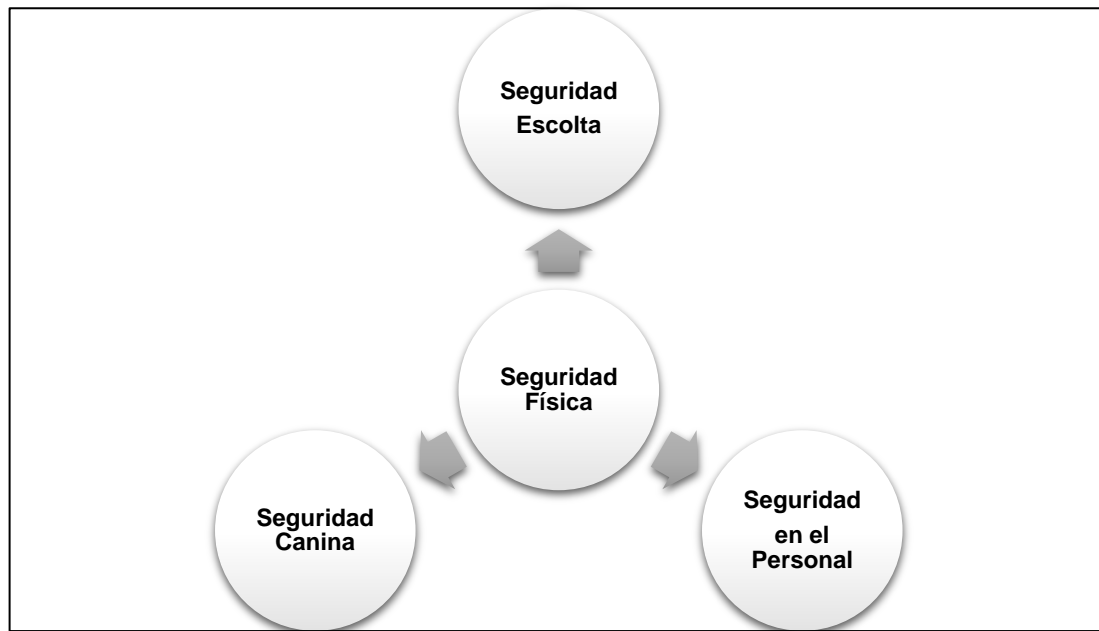 Seguridad
Escolta
Seguridad
Física
Seguridad
Canina
Seguridad
en el
Personal